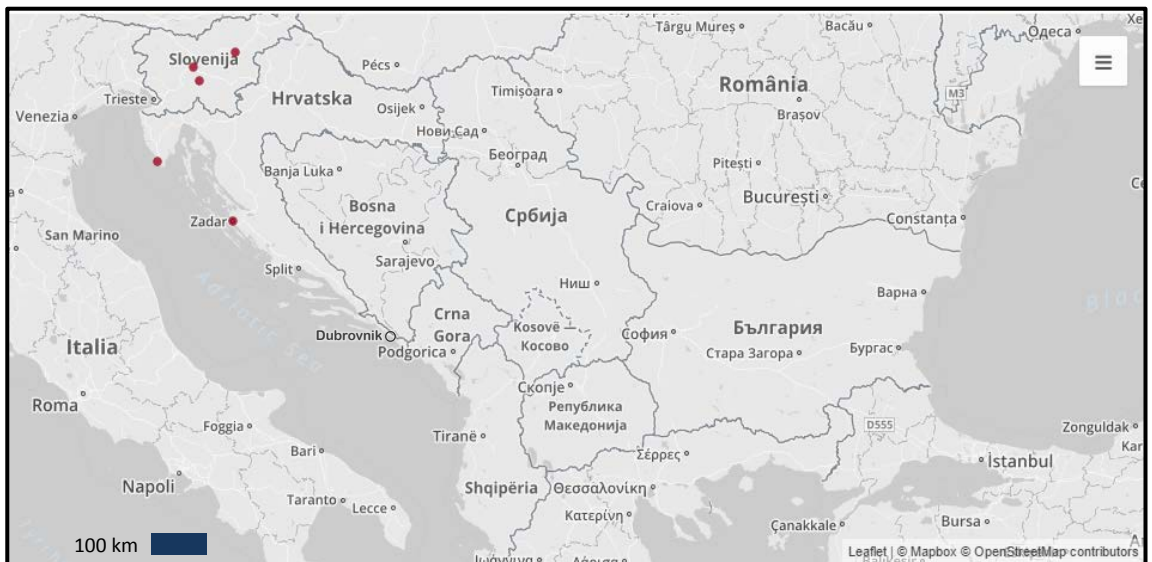 Târgu Mureș
Bacău
Одеса
Slovenija
Pécs
România
Trieste
Hrvatska
Osijek
Timișoara
M3
Brașov
Venezia
Нови Сад
Београд
Pitești
Banja Luka
București
Bosna
i Hercegovina
Србија
Craiova
Constanța
Zadar
San Marino
Sarajevo
Split
Ниш
Варна
Crna
Gora
Kosovë —
Косово
София
България
Dubrovnik
Podgorica
Стара Загора
Бургас
Italia
Скопје
Roma
Република
Македонија
Foggia
Tiranë
D555
Zonguldak
Bari
Σέρρες
İstanbul
Napoli
Shqipëria
Θεσσαλονίκη
Taranto
Lecce
Κατερίνη
Çanakkale
Bursa
100 km
Leaflet | © Mapbox © OpenStreetMap contributors